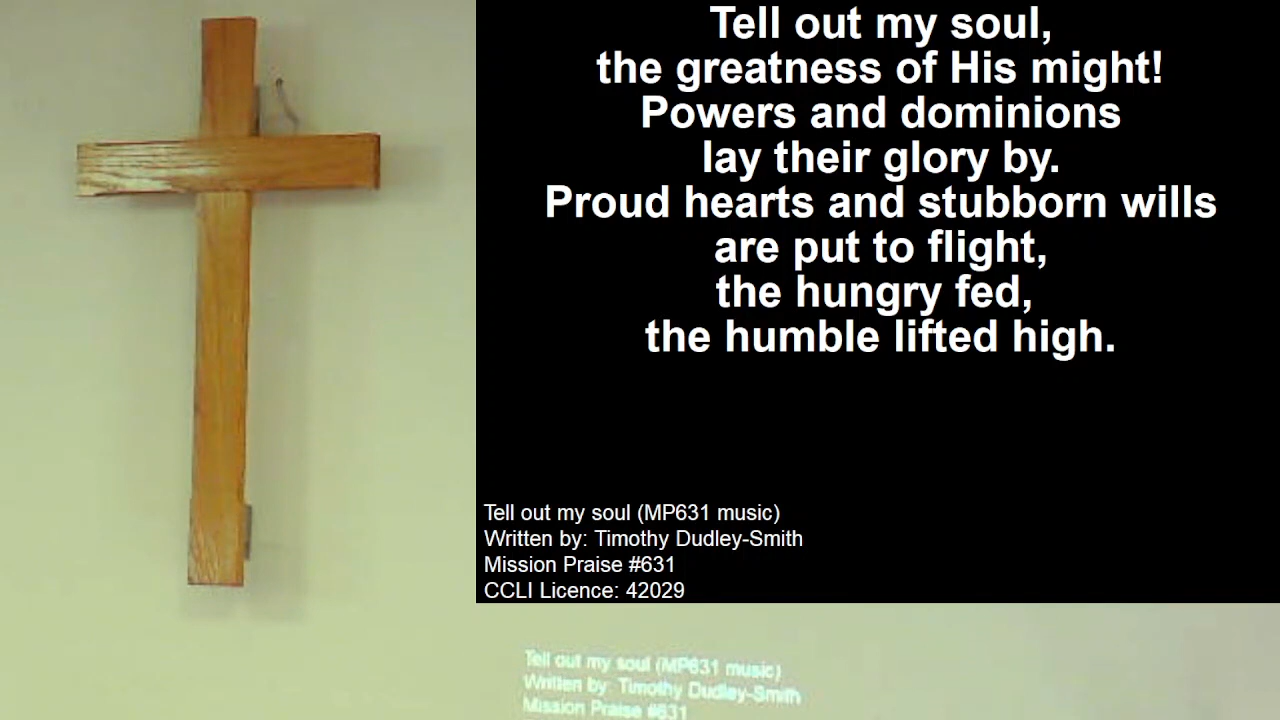 Tell out my soul,
the greatness of His might!
Powers and dominions
lay their glory by.
Proud hearts and stubborn wills
are put to flight,
the hungry fed,
the humble lifted high.
Tell out my soul (MP631 music)
Written by: Timothy Dudley-Smith
Mission Praise #631
CCLI Licence: 42029
Tell out my soul (MP631 music)
Written by: Timothy Dudley-Smith
Mission Praise #631